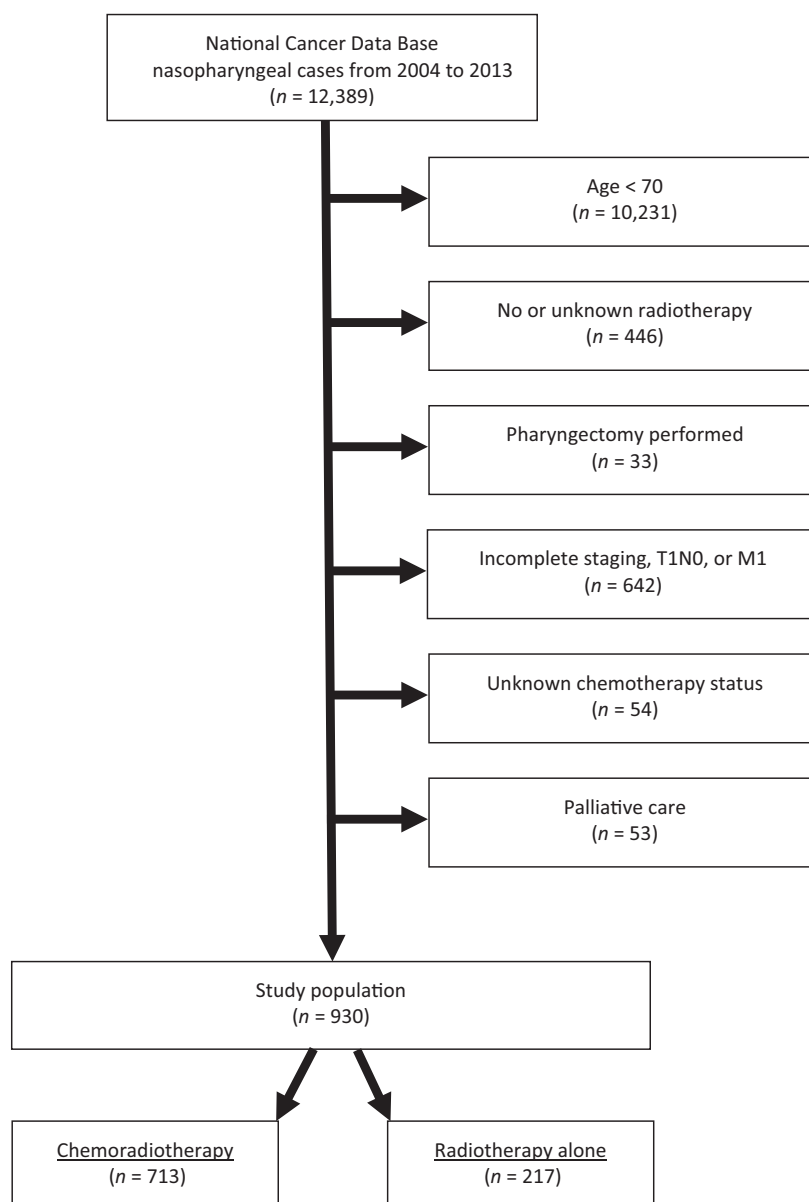 National Cancer Data Base
nasopharyngeal cases from 2004 to 2013
(n = 12,389)
Age < 70
(n = 10,231)
No or unknown radiotherapy
(n = 446)
Pharyngectomy performed
(n = 33)
Incomplete staging, T1N0, or M1
(n = 642)
Unknown chemotherapy status
(n = 54)
Palliative care
(n = 53)
Study population
(n = 930)
Chemoradiotherapy
(n = 713)
Radiotherapy alone
(n = 217)